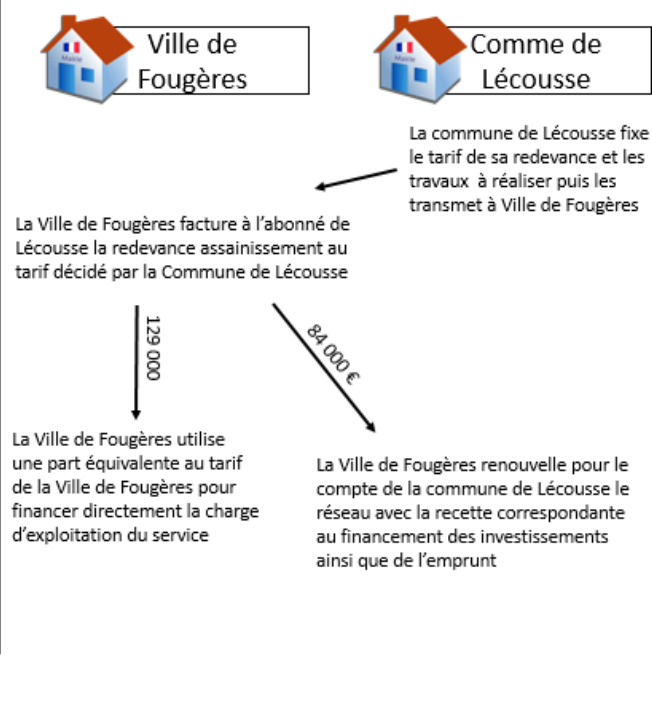 Ville de
Fougères
Mairie
Comme de
Lécousse
Mairie
La commune de Lécousse fixe
le tarif de sa redevance et les
travaux à réaliser puis les
transmet à Ville de Fougères
La Ville de Fougères facture à l’abonné de
Lécousse la redevance assainissement au
tarif décidé par la Commune de Lécousse
129 000
84 000 €
La Ville de Fougères utilise
une part équivalente au tarif
de la Ville de Fougères pour
financer directement la charge
d’exploitation du service
La Ville de Fougères renouvelle pour le
compte de la commune de Lécousse le
réseau avec la recette correspondante
au financement des investissements
ainsi que de l’emprunt